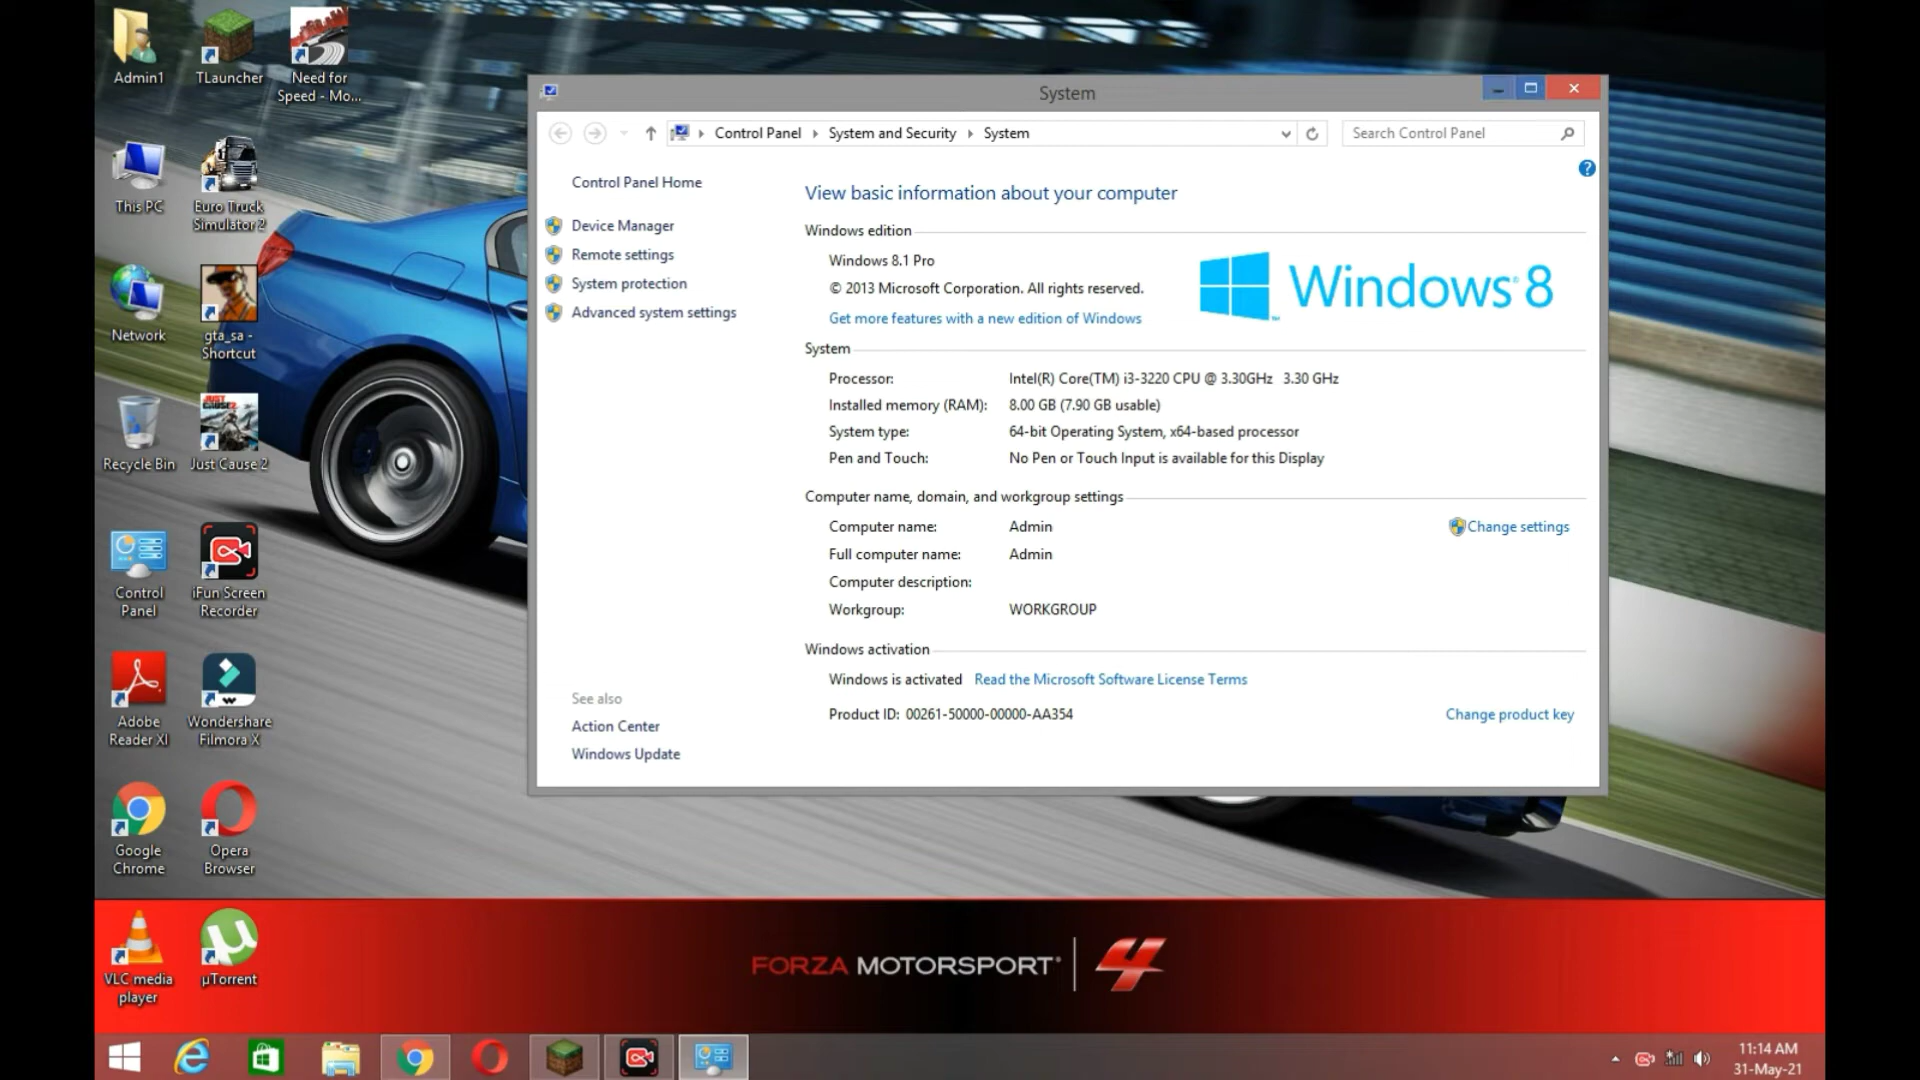 Admin1
TLauncher
Need for
Speed - Mo...
This PC
Euro Truck
Simulator 2
Network
gta_sa -
Shortcut
JUST
CAUSE 2
Recycle Bin
Just Cause 2
Control
Panel
iFun Screen
Recorder
Adobe
Reader XI
Wondershare
Filmora X
Google
Chrome
Opera
Browser
VLC media
player
µTorrent
System
Control Panel
System and Security
System
Search Control Panel
Control Panel Home
Device Manager
Remote settings
System protection
Advanced system settings
See also
Action Center
Windows Update
View basic information about your computer
Windows edition
Windows 8.1 Pro
© 2013 Microsoft Corporation. All rights reserved.
Get more features with a new edition of Windows
Windows 8
System
Processor: Intel(R) Core(TM) i3-3220 CPU @ 3.30GHz 3.30 GHz
Installed memory (RAM): 8.00 GB (7.90 GB usable)
System type: 64-bit Operating System, x64-based processor
Pen and Touch: No Pen or Touch Input is available for this Display
Computer name, domain, and workgroup settings
Computer name: Admin
Change settings
Full computer name: Admin
Computer description:
Workgroup: WORKGROUP
Windows activation
Windows is activated Read the Microsoft Software License Terms
Product ID: 00261-50000-00000-AA354
Change product key
FORZA MOTORSPORT 4
11:14 AM
31-May-21